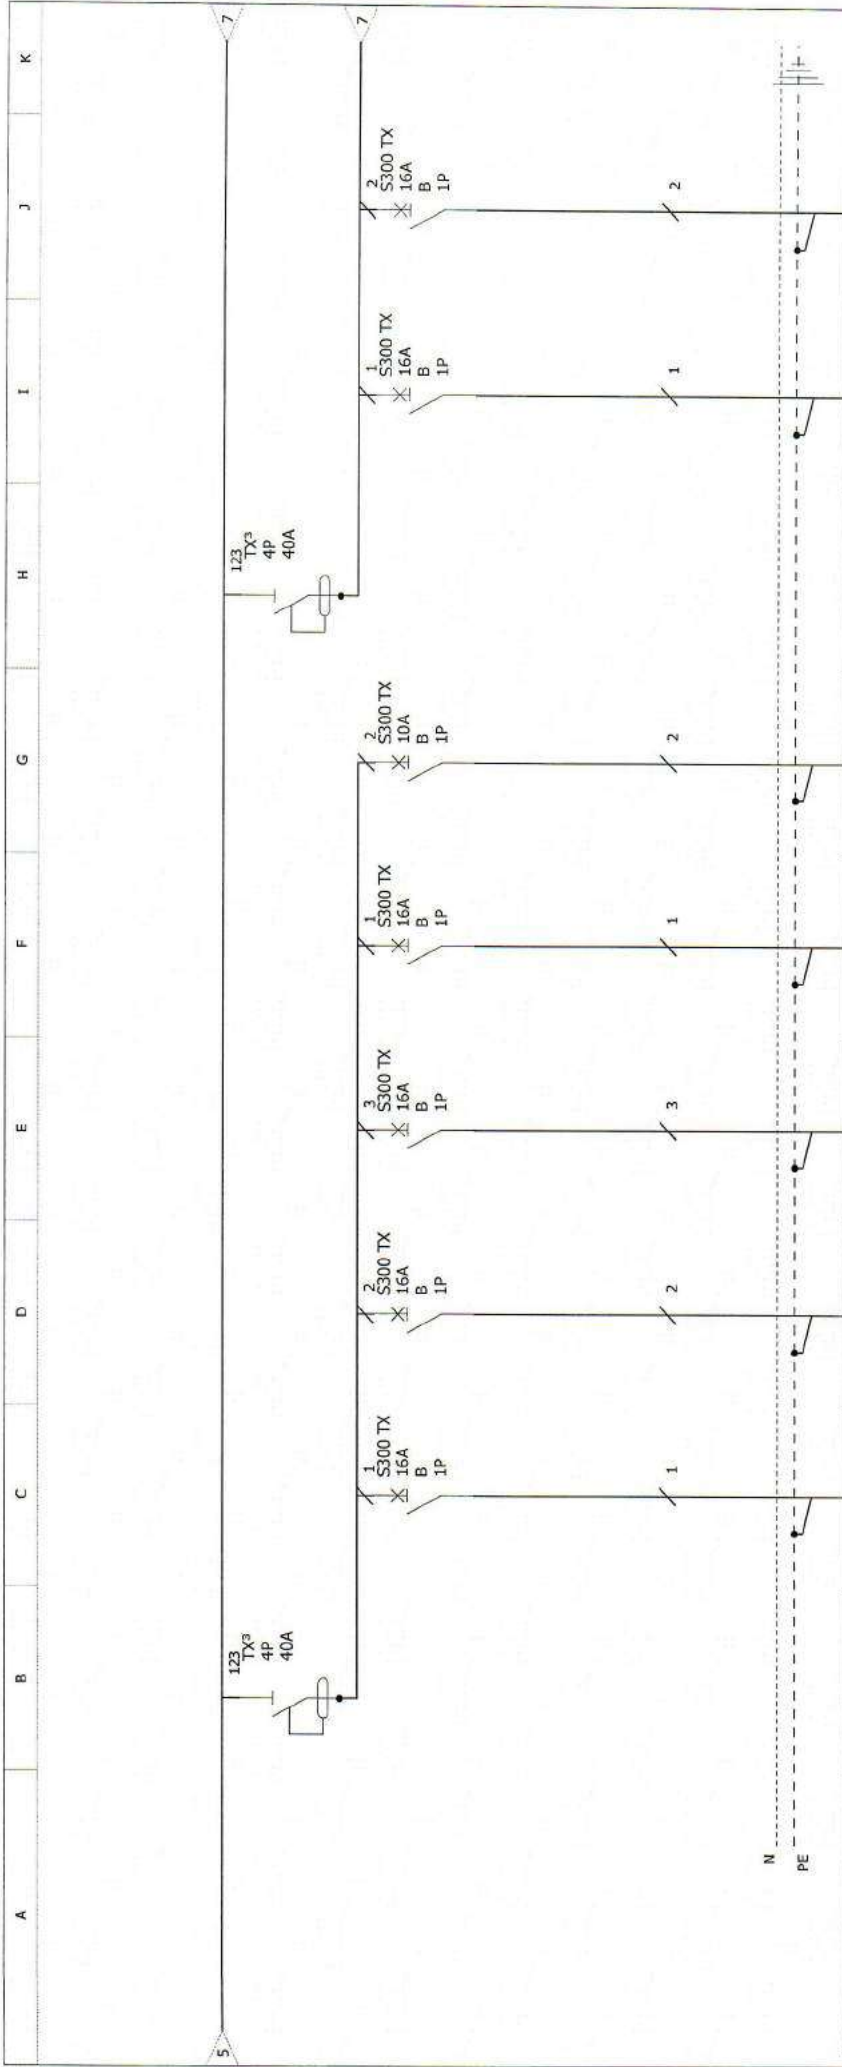 A
B
C
D
E
F
G
H
I
J
K
5
7
7
123
TX³
4P
40A
123
TX³
4P
40A
1
S300 TX
16A
B
1P
2
S300 TX
16A
B
1P
3
S300 TX
16A
B
1P
1
S300 TX
16A
B
1P
2
S300 TX
10A
B
1P
1
S300 TX
16A
B
1P
2
S300 TX
16A
B
1P
1
2
3
1
2
1
2
N
PE